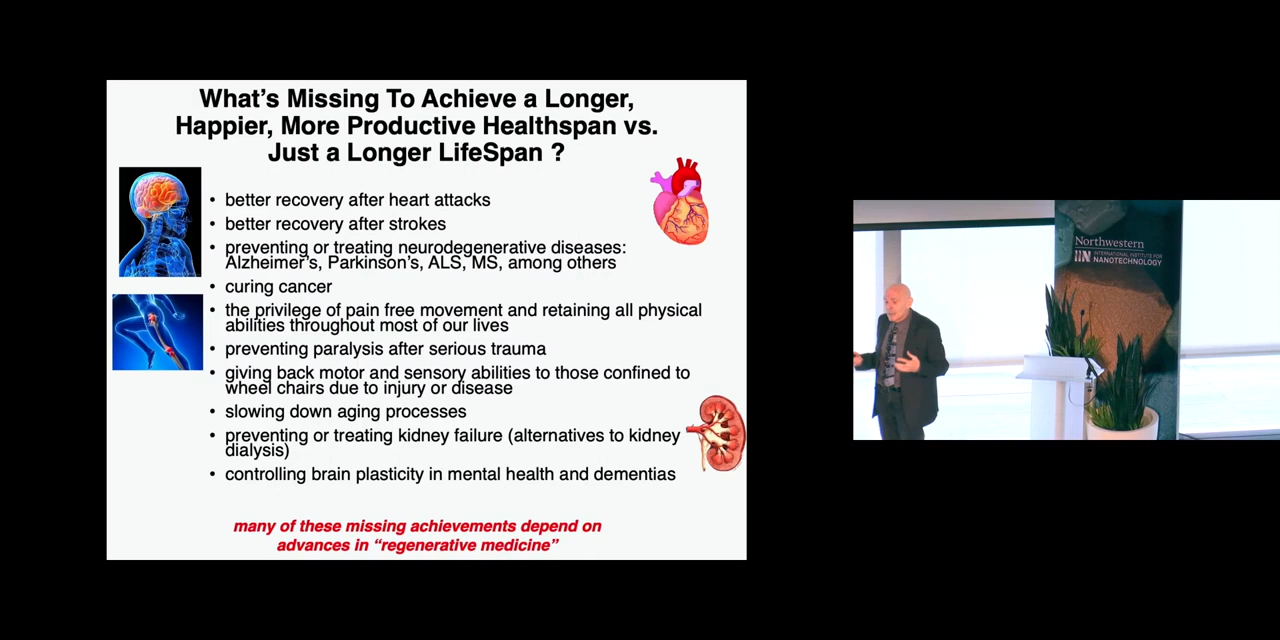 What's Missing To Achieve a Longer,
Happier, More Productive Healthspan vs.
Just a Longer LifeSpan ?
• better recovery after heart attacks
• better recovery after strokes
• preventing or treating neurodegenerative diseases:
Alzheimer's, Parkinson's, ALS, MS, among others
• curing cancer
• the privilege of pain free movement and retaining all physical
abilities throughout most of our lives
• preventing paralysis after serious trauma
• giving back motor and sensory abilities to those confined to
wheel chairs due to injury or disease
• slowing down aging processes
• preventing or treating kidney failure (alternatives to kidney
dialysis)
• controlling brain plasticity in mental health and dementias
many of these missing achievements depend on
advances in “regenerative medicine”
Northwestern
INTERNATIONAL INSTITUTE FOR
NANOTECHNOLOGY